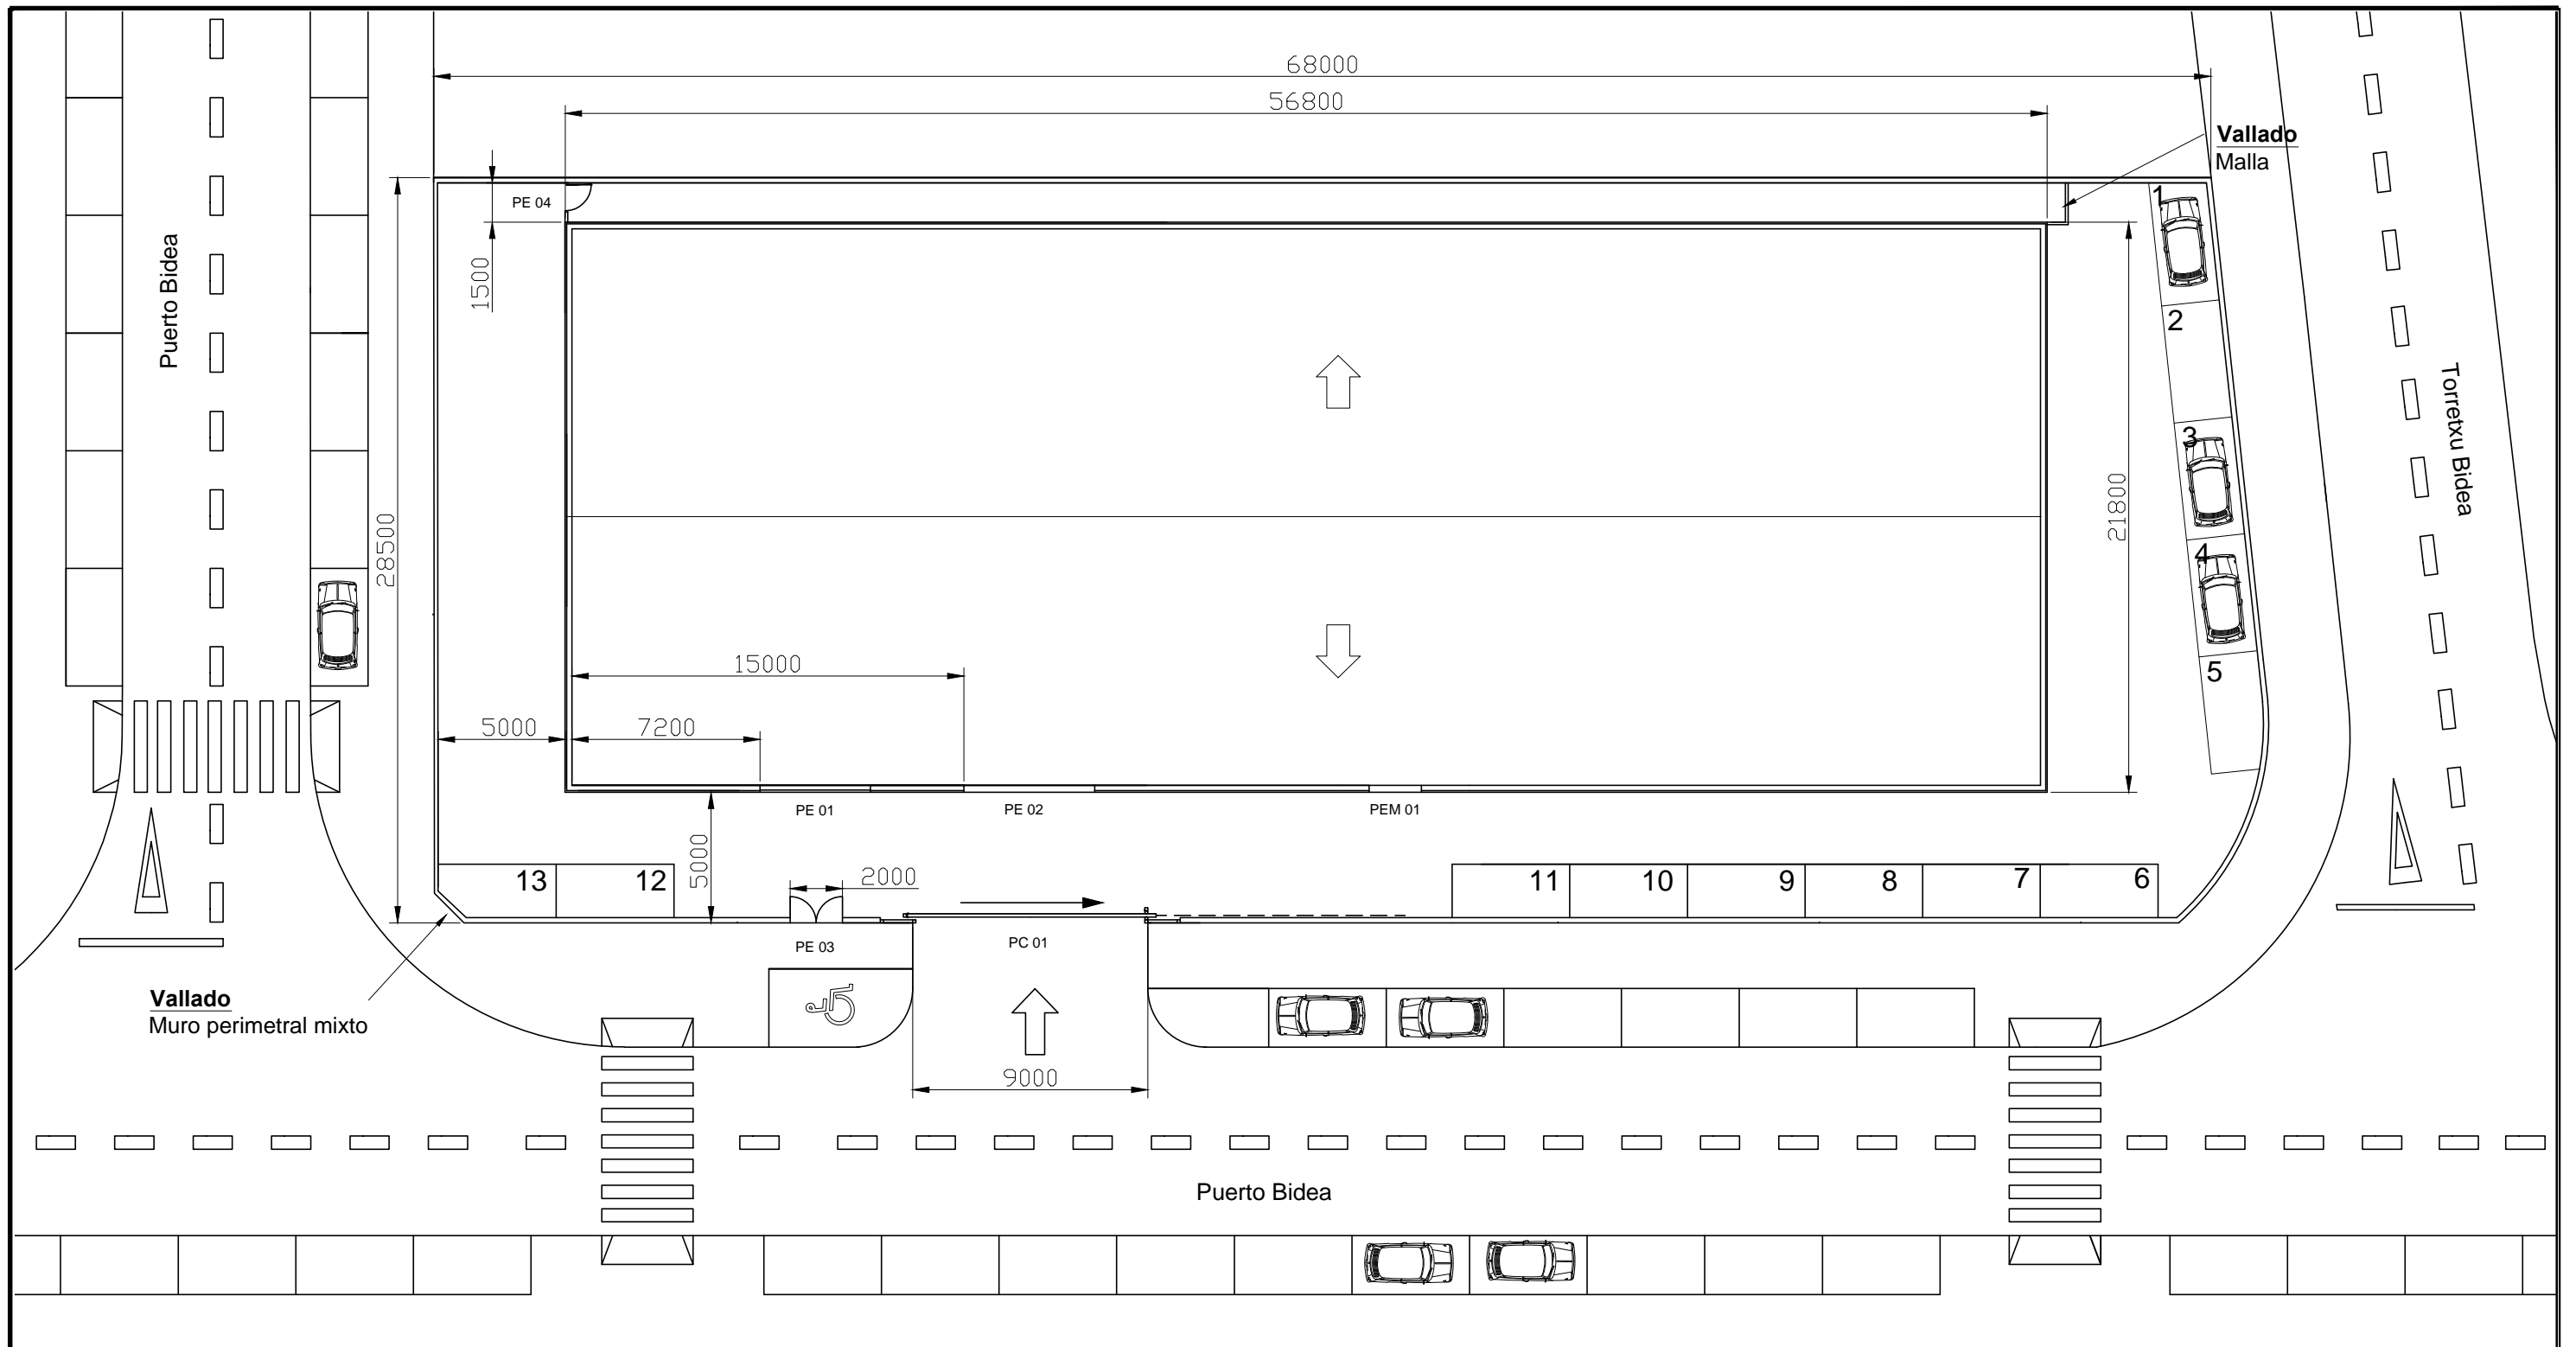 68000
56800
Vallado
Malla
PE 04
1
1500
Puerto Bidea
2
Torretxu Bidea
3
21800
28500
4
15000
5
5000
7200
PE 01
PE 02
PEM 01
5000
2000
13
12
11
10
9
8
7
6
PE 03
PC 01
Vallado
Muro perimetral mixto
9000
Puerto Bidea